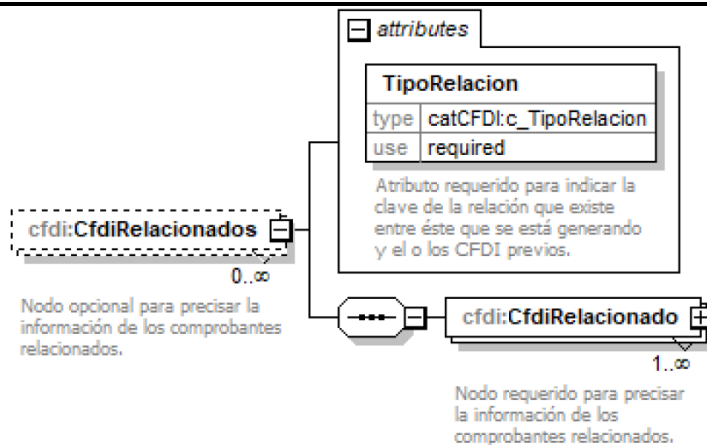 attributes
TipoRelacion
type catCFDI:c_TipoRelacion
use required
Atributo requerido para indicar la
clave de la relación que existe
entre éste que se está generando
y el o los CFDI previos.
cfdi:CfdiRelacionados
0..∞
Nodo opcional para precisar la
información de los comprobantes
relacionados.
cfdi:CfdiRelacionado
1..∞
Nodo requerido para precisar
la información de los
comprobantes relacionados.